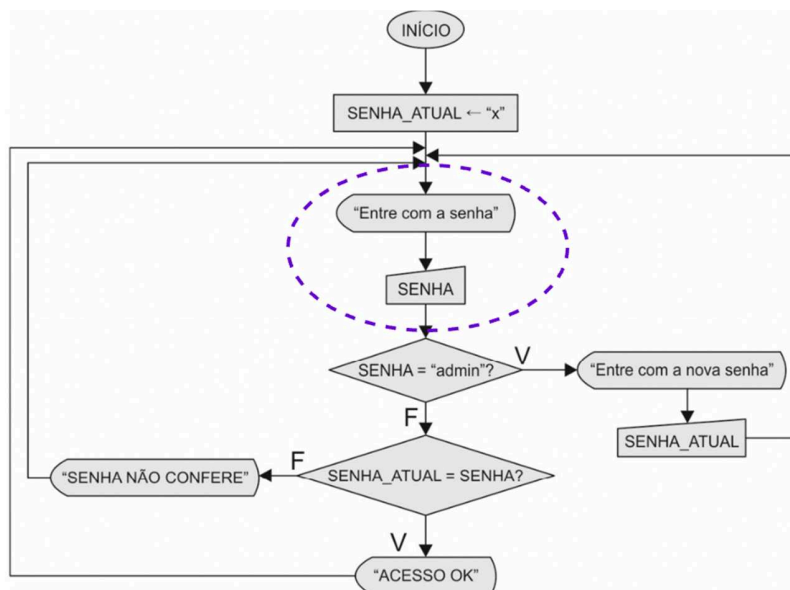 INÍCIO
SENHA_ATUAL ← “x”
“Entre com a senha”
SENHA
SENHA = “admin”?
V
“Entre com a nova senha”
SENHA_ATUAL
F
SENHA_ATUAL = SENHA?
F
“SENHA NÃO CONFERE”
V
“ACESSO OK”